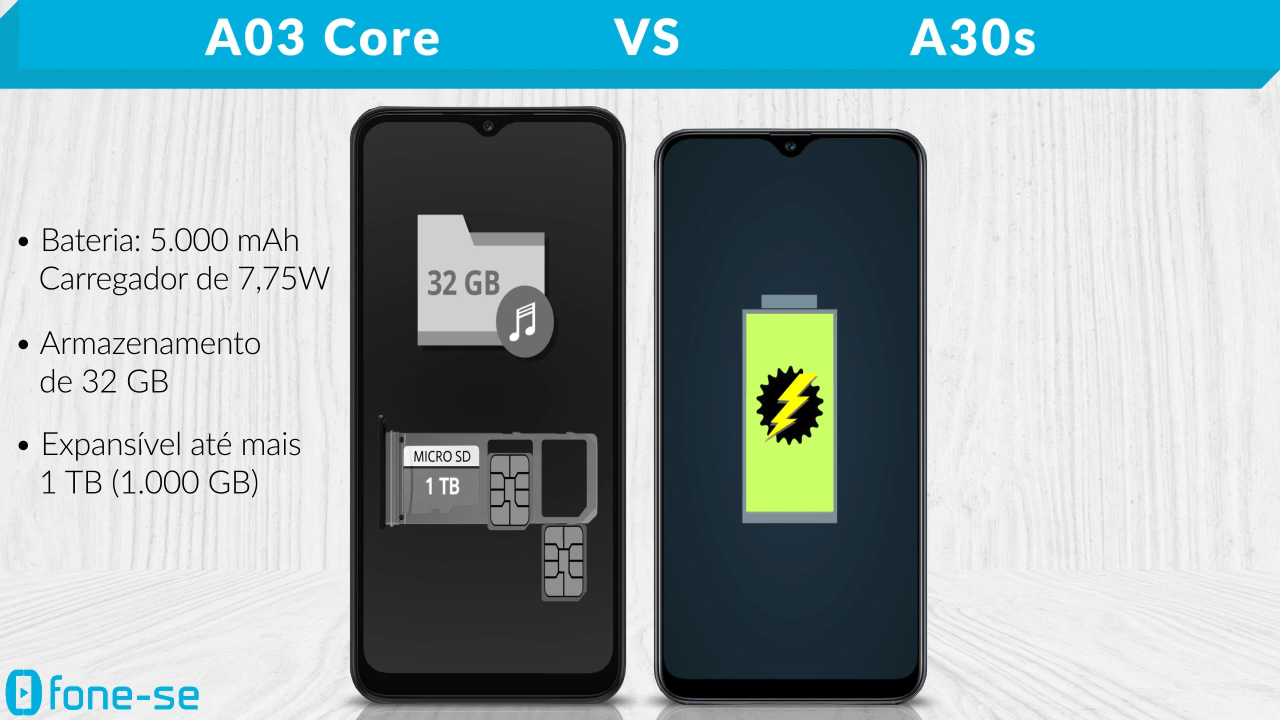 A03 Core VS A30s
• Bateria: 5.000 mAh
Carregador de 7,75W
• Armazenamento
de 32 GB
• Expansível até mais
1 TB (1.000 GB)
32 GB
MICRO SD
1 TB
fone-se